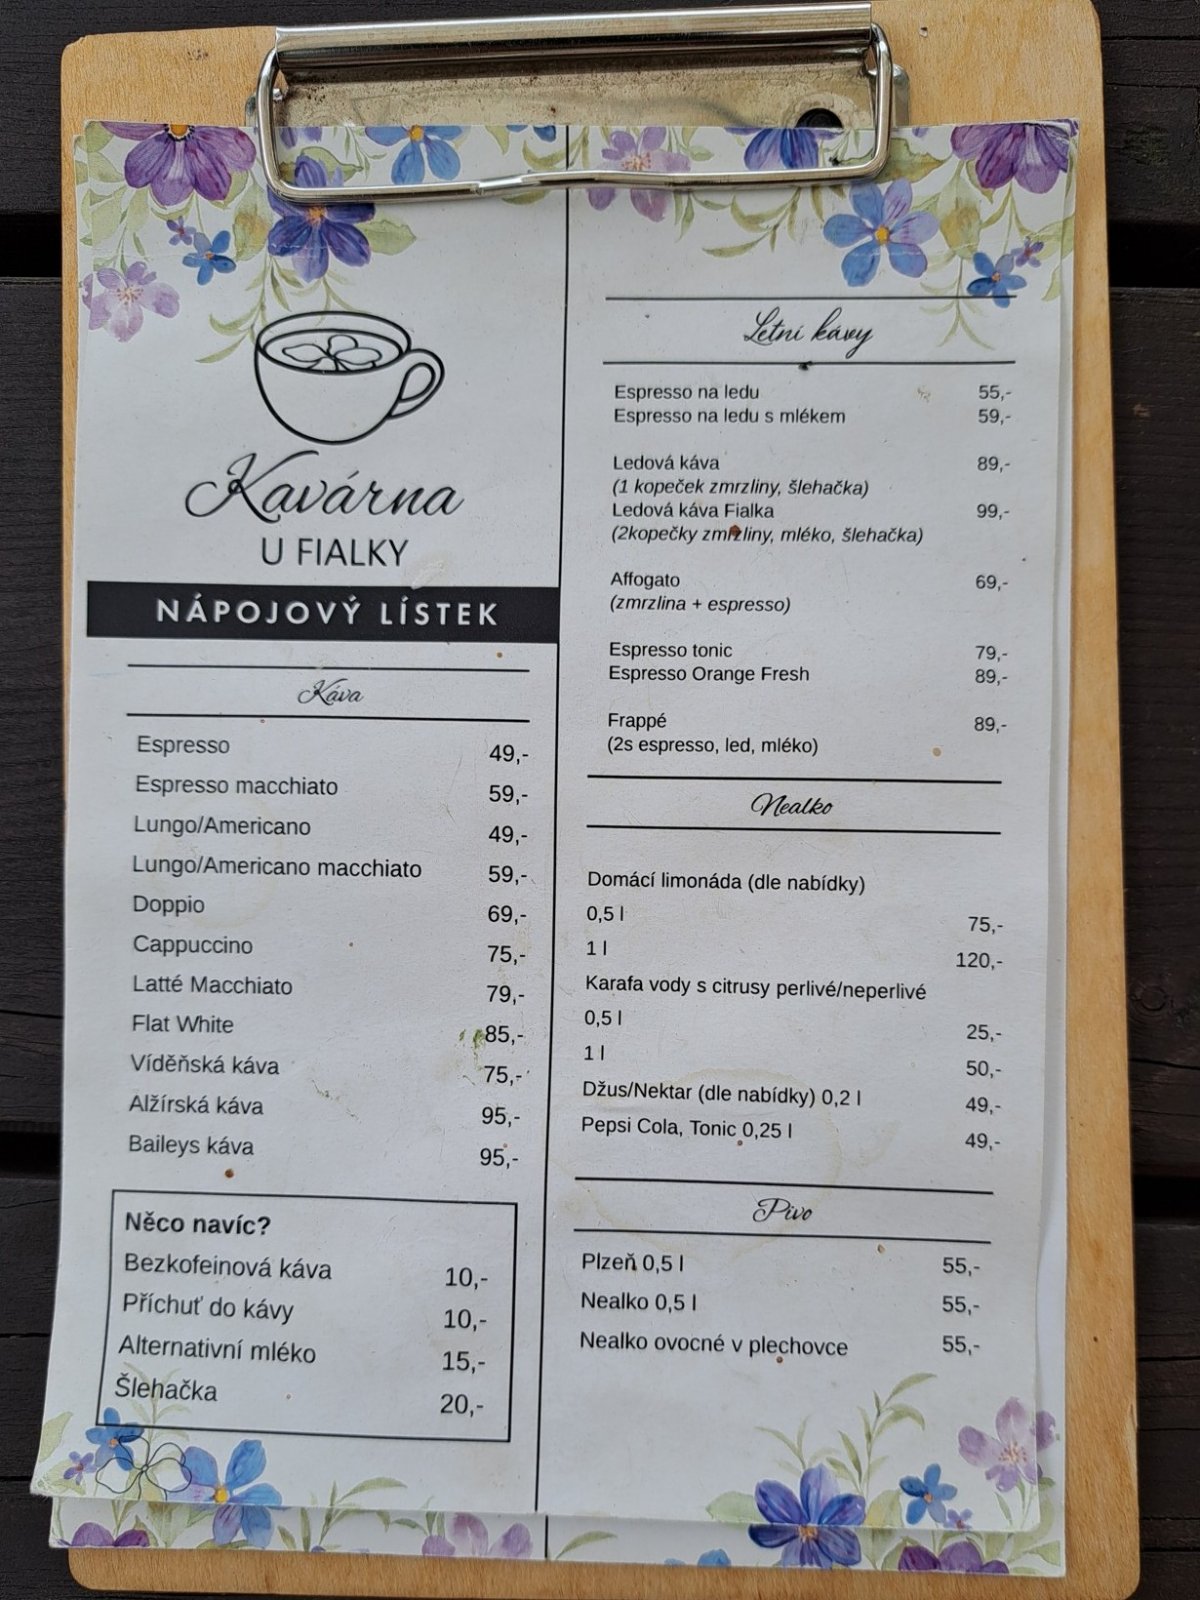 Kavárna
U FIALKY
NÁPOJOVÝ LÍSTEK
Káva
Espresso 49,-
Espresso macchiato 59,-
Lungo/Americano 49,-
Lungo/Americano macchiato 59,-
Doppio 69,-
Cappuccino 75,-
Latté Macchiato 79,-
Flat White 85,-
Víděňská káva 75,-
Alžírská káva 95,-
Baileys káva 95,-
Něco navíc?
Bezkofeinová káva 10,-
Příchuť do kávy 10,-
Alternativní mléko 15,-
Šlehačka 20,-
Letní kávy
Espresso na ledu 55,-
Espresso na ledu s mlékem 59,-
Ledová káva 89,-
(1 kopeček zmrzliny, šlehačka)
Ledová káva Fialka 99,-
(2kopečky zmrzliny, mléko, šlehačka)
Affogato 69,-
(zmrzlina + espresso)
Espresso tonic 79,-
Espresso Orange Fresh 89,-
Frappé 89,-
(2s espresso, led, mléko)
Nealko
Domácí limonáda (dle nabídky)
0,5 l 75,-
1 l 120,-
Karafa vody s citrusy perlivé/neperlivé
0,5 l 25,-
1 l 50,-
Džus/Nektar (dle nabídky) 0,2 l 49,-
Pepsi Cola, Tonic 0,25 l 49,-
Pivo
Plzeň 0,5 l 55,-
Nealko 0,5 l 55,-
Nealko ovocné v plechovce 55,-